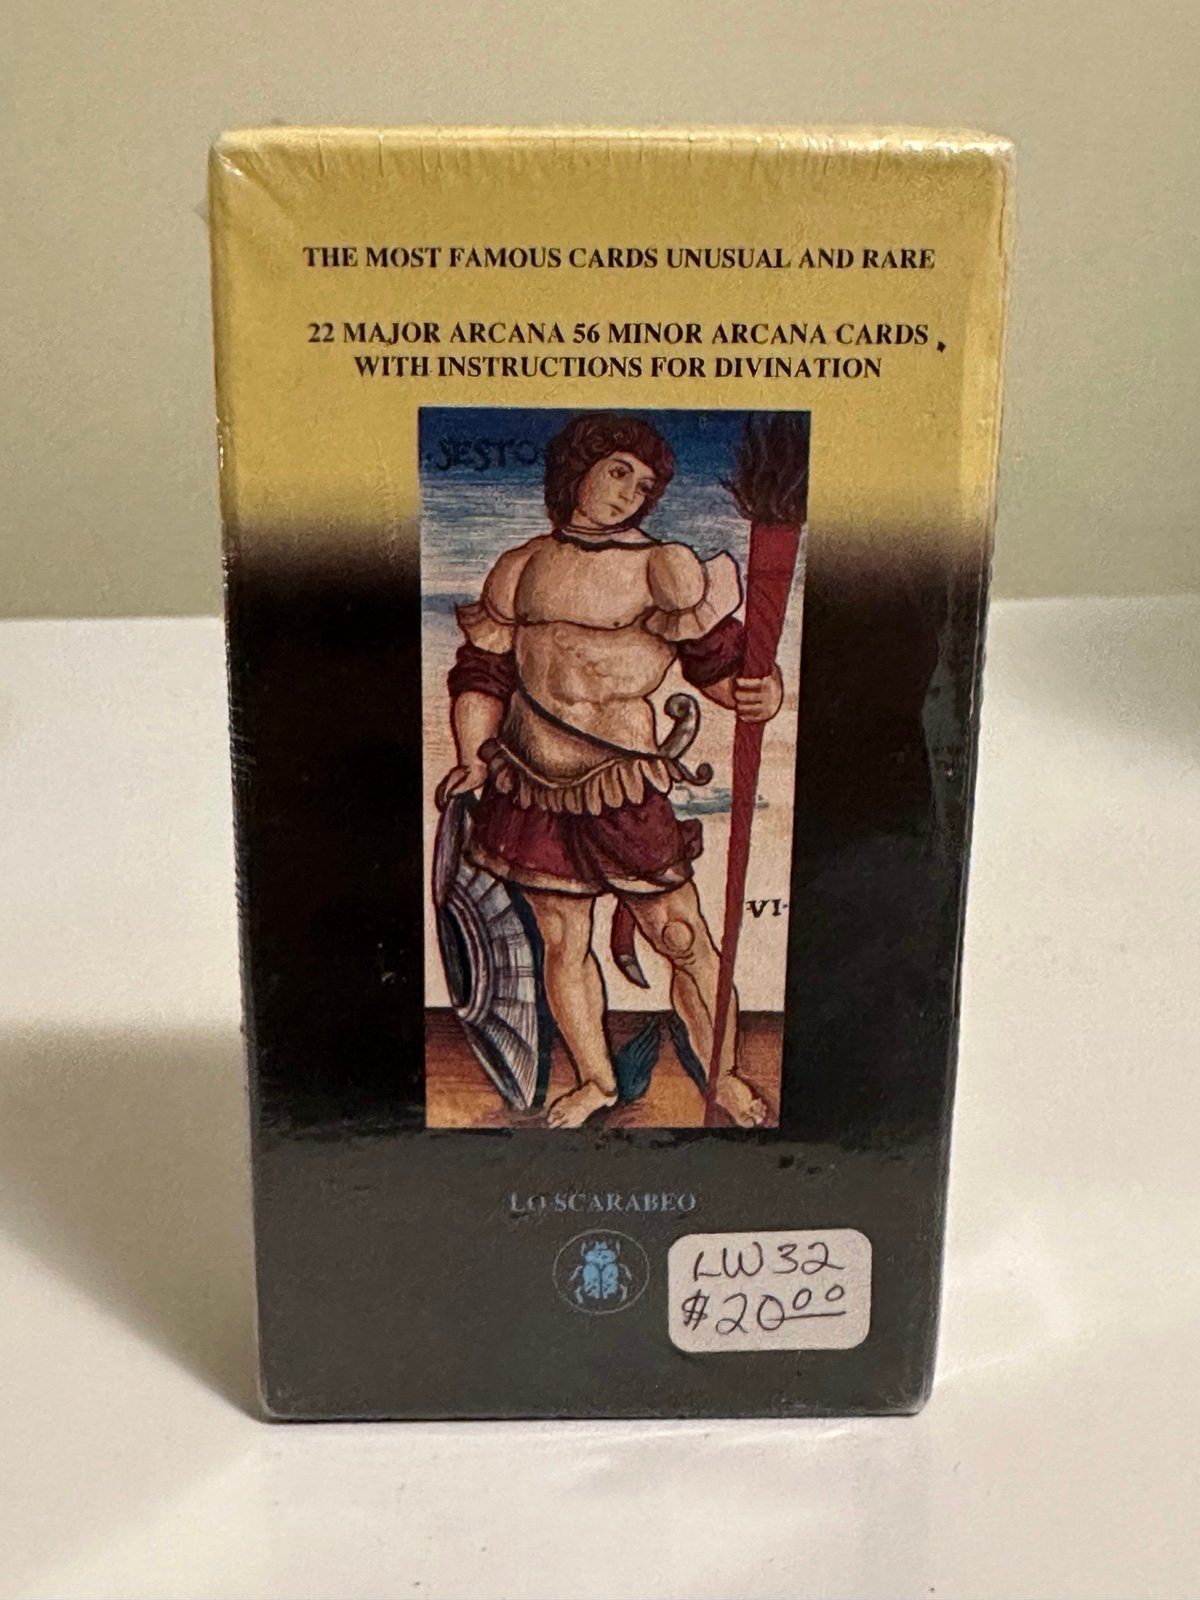 THE MOST FAMOUS CARDS UNUSUAL AND RARE
22 MAJOR ARCANA 56 MINOR ARCANA CARDS
WITH INSTRUCTIONS FOR DIVINATION
SESTO
VI·
LO SCARABEO
LW32
$20⁰⁰